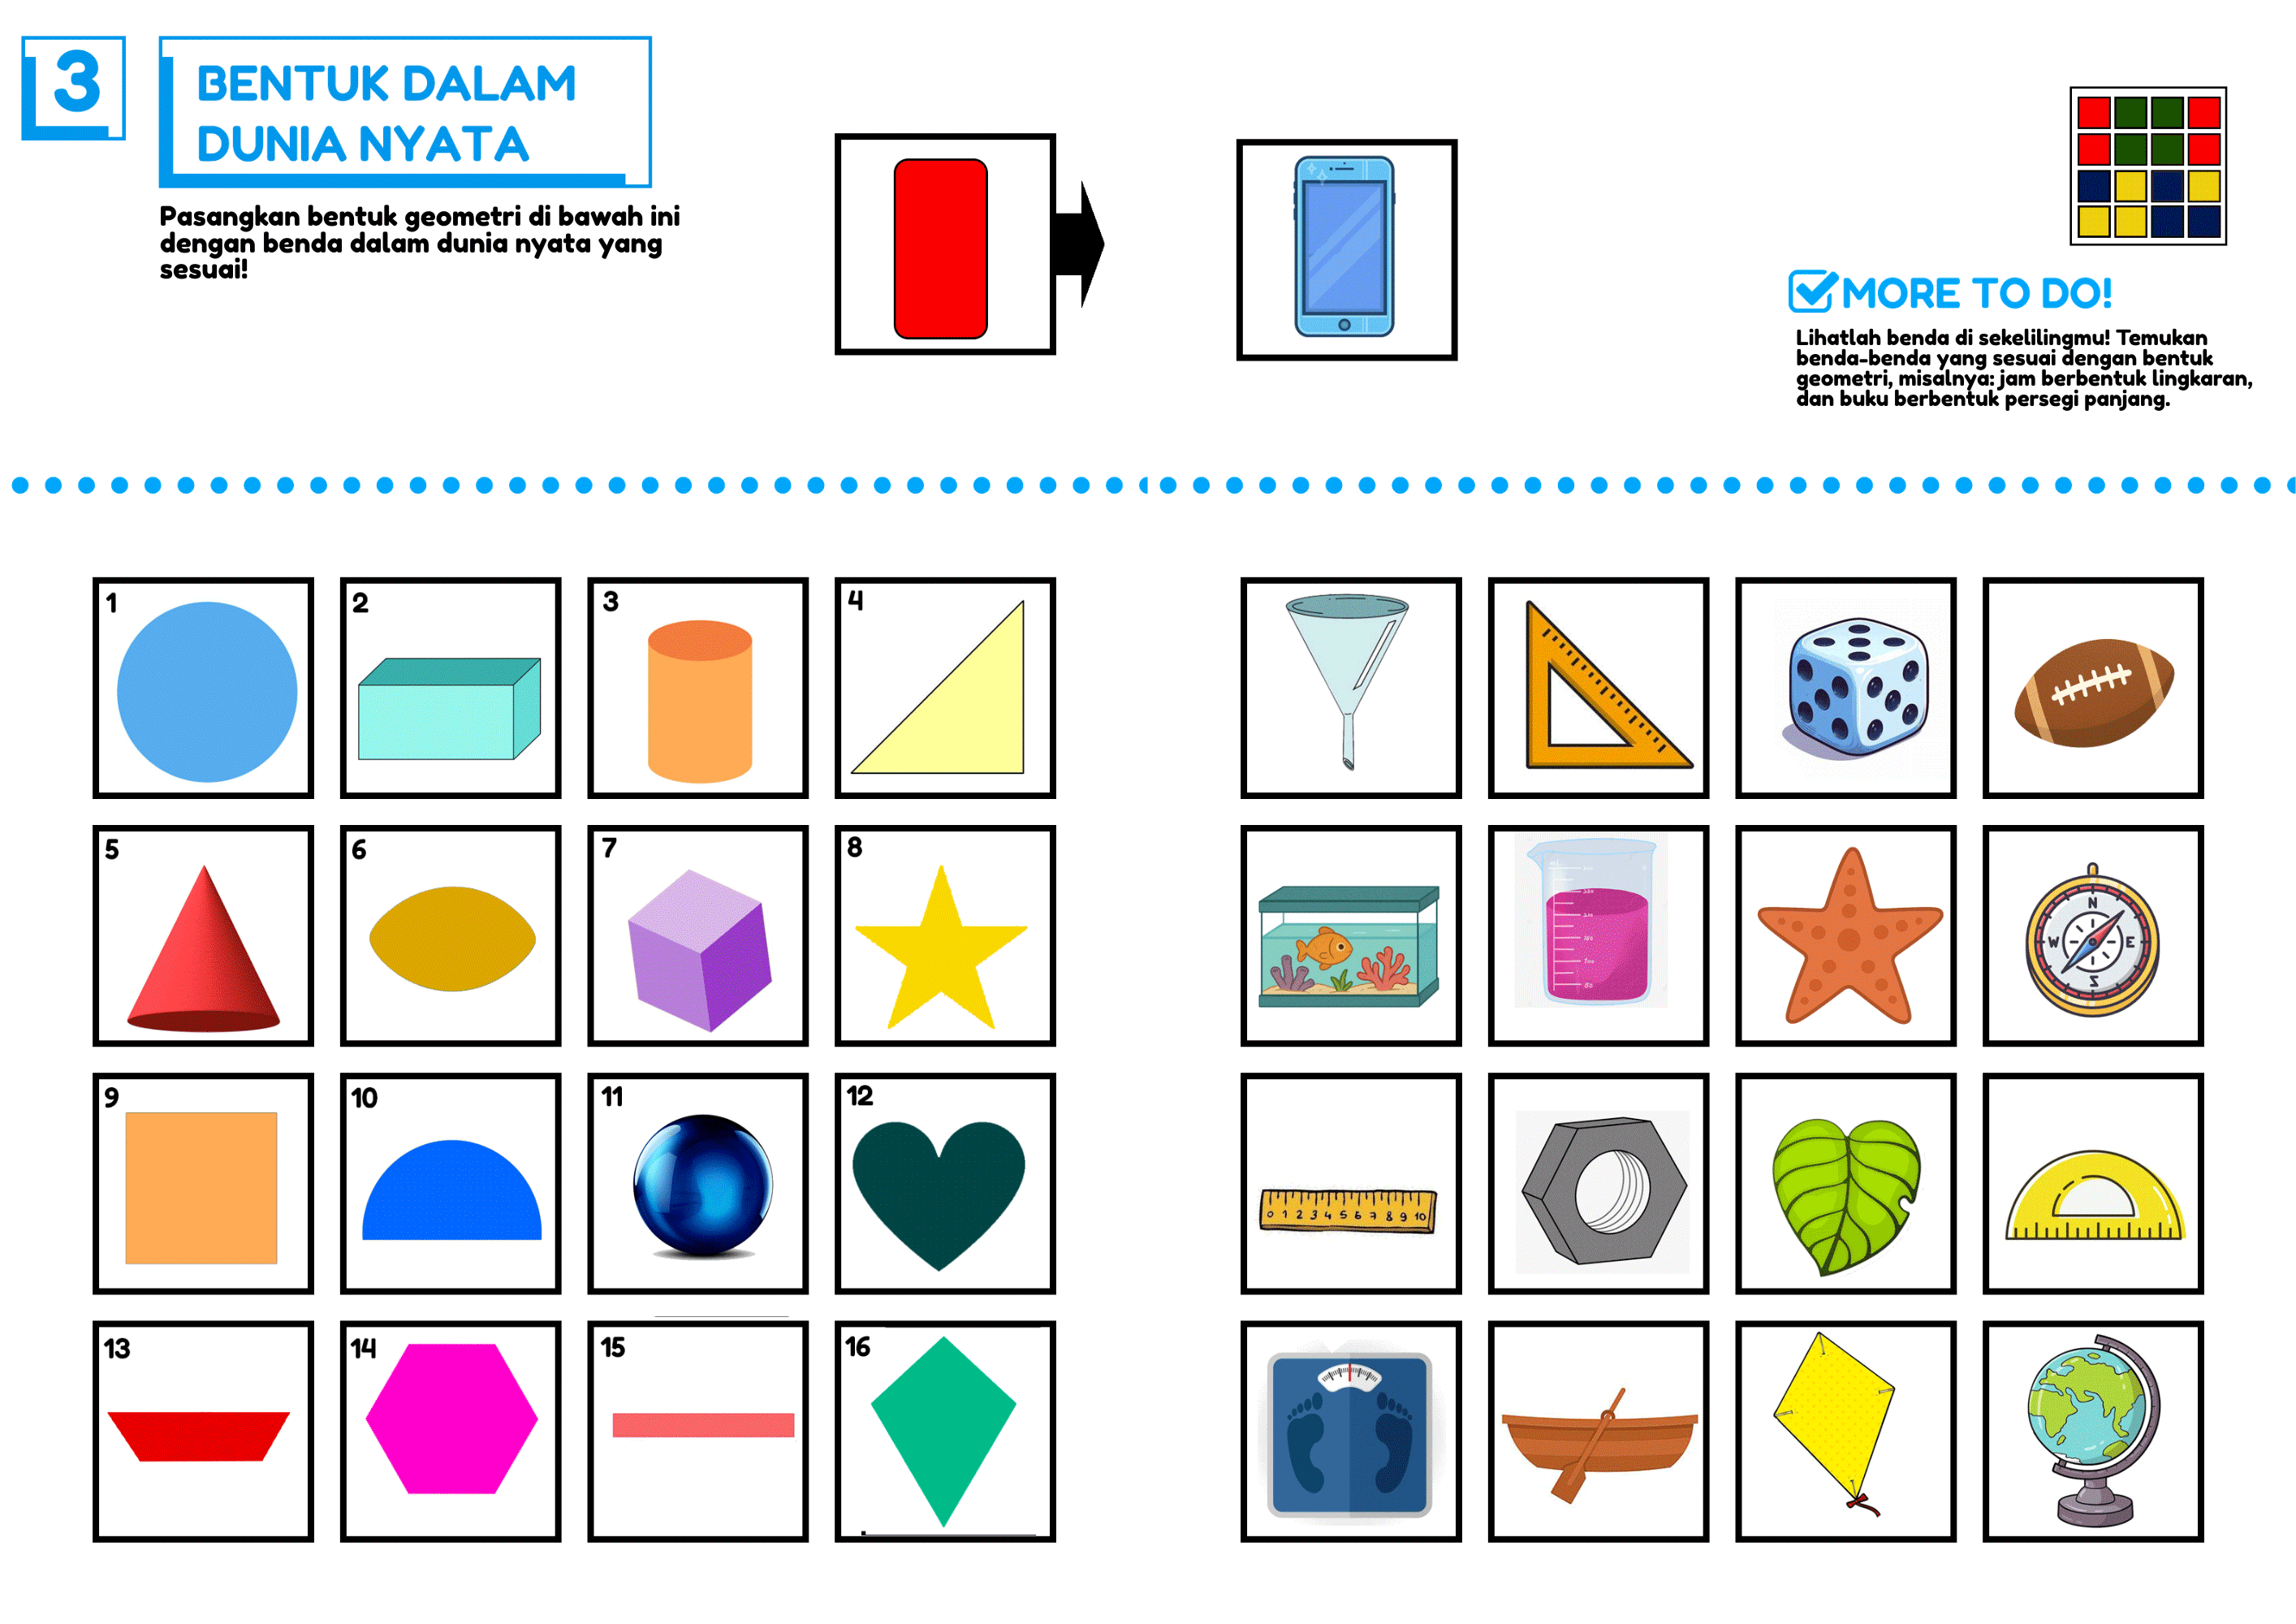 3
BENTUK DALAM
DUNIA NYATA
Pasangkan bentuk geometri di bawah ini
dengan benda dalam dunia nyata yang
sesuai!
MORE TO DO!
Lihatlah benda di sekelilingmu! Temukan
benda-benda yang sesuai dengan bentuk
geometri, misalnya: jam berbentuk lingkaran,
dan buku berbentuk persegi panjang.
1
2
3
4
5
6
7
8
N
W E
S
9
10
11
12
0 1 2 3 4 5 6 7 8 9 10
13
14
15
16